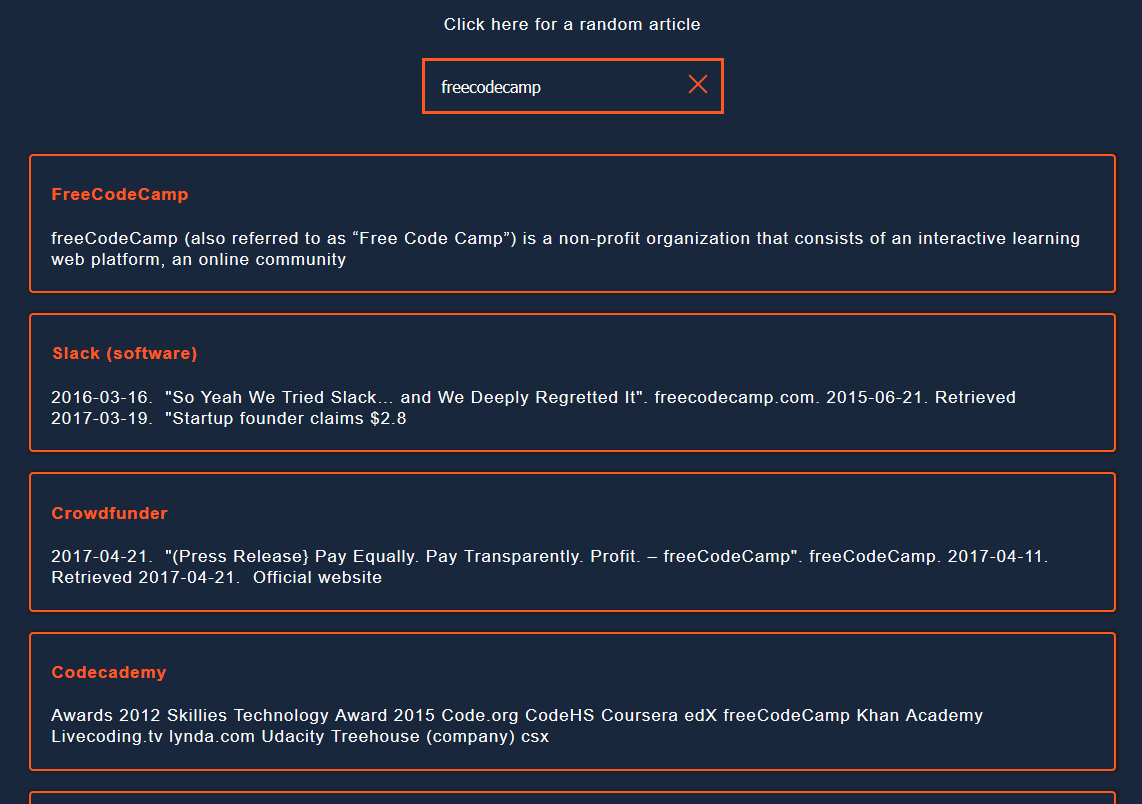 Click here for a random article
freecodecamp
FreeCodeCamp
freeCodeCamp (also referred to as “Free Code Camp”) is a non-profit organization that consists of an interactive learning
web platform, an online community
Slack (software)
2016-03-16.  "So Yeah We Tried Slack… and We Deeply Regretted It". freecodecamp.com. 2015-06-21. Retrieved
2017-03-19.  "Startup founder claims $2.8
Crowdfunder
2017-04-21.  "(Press Release} Pay Equally. Pay Transparently. Profit. – freeCodeCamp". freeCodeCamp. 2017-04-11.
Retrieved 2017-04-21.  Official website
Codecademy
Awards 2012 Skillies Technology Award 2015 Code.org CodeHS Coursera edX freeCodeCamp Khan Academy
Livecoding.tv lynda.com Udacity Treehouse (company) csx